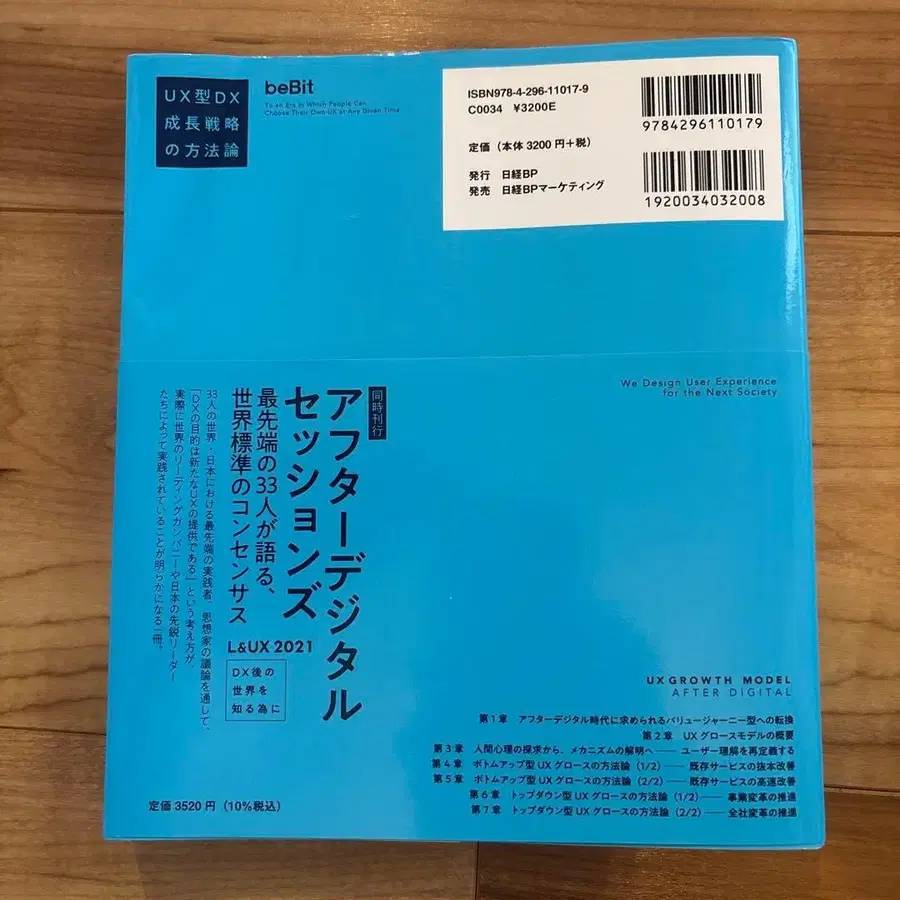 UX型DX
成長戦略
の方法論
beBit
To an Era in Which People Can
Choose Their Own UX at Any Given Time
ISBN978-4-296-11017-9
C0034 ¥3200E
9784296110179
定価（本体 3200 円+税）
発行 日経BP
発売 日経BPマーケティング
1920034032008
We Design User Experience
for the Next Society
同時刊行
アフターデジタル
セッションズ
最先端の33人が語る、
世界標準のコンセンサス
33人の世界・日本における最先端の実践者、思想家の議論を通して、
「DXの目的は新たなUXの提供である」という考え方が、
実際に世界のリーディングカンパニーや日本の先鋭リーダー
たちによって実践されていることが明らかになる一冊。
L&UX 2021
DX後の
世界を
知る為に
UX GROWTH MODEL
AFTER DIGITAL
第1章 アフターデジタル時代に求められるバリュージャーニー型への転換
第2章 UXグロースモデルの概要
第3章 人間心理の探求から、メカニズムの解明へ——ユーザー理解を再定義する
第4章 ボトムアップ型UXグロースの方法論（1/2）——既存サービスの抜本改善
第5章 ボトムアップ型UXグロースの方法論（2/2）——既存サービスの高速改善
第6章 トップダウン型UXグロースの方法論（1/2）——事業変革の推進
第7章 トップダウン型UXグロースの方法論（2/2）——全社変革の推進
定価 3520円（10%税込）